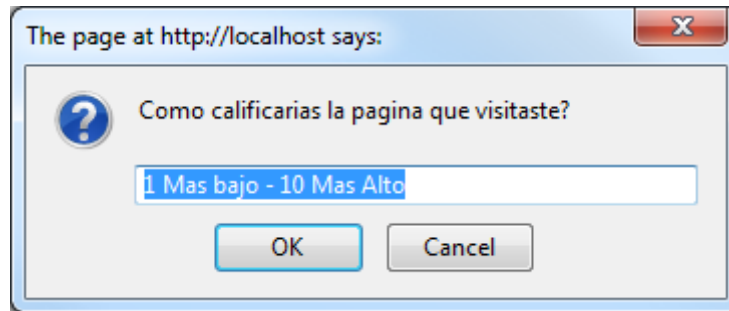 The page at http://localhost says:
Como calificarias la pagina que visitaste?
1 Mas bajo - 10 Mas Alto
OK Cancel